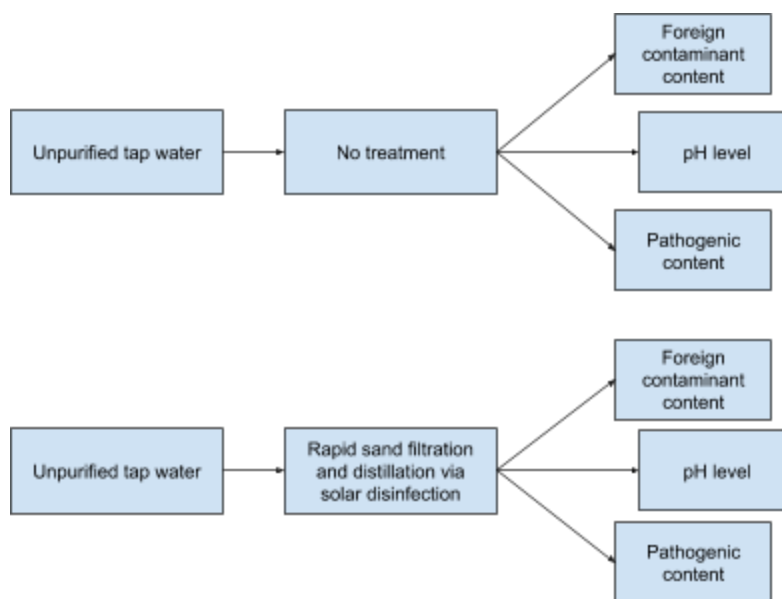 Foreign
contaminant
content
Unpurified tap water
No treatment
pH level
Pathogenic
content
Foreign
contaminant
content
Unpurified tap water
Rapid sand filtration
and distillation via
solar disinfection
pH level
Pathogenic
content